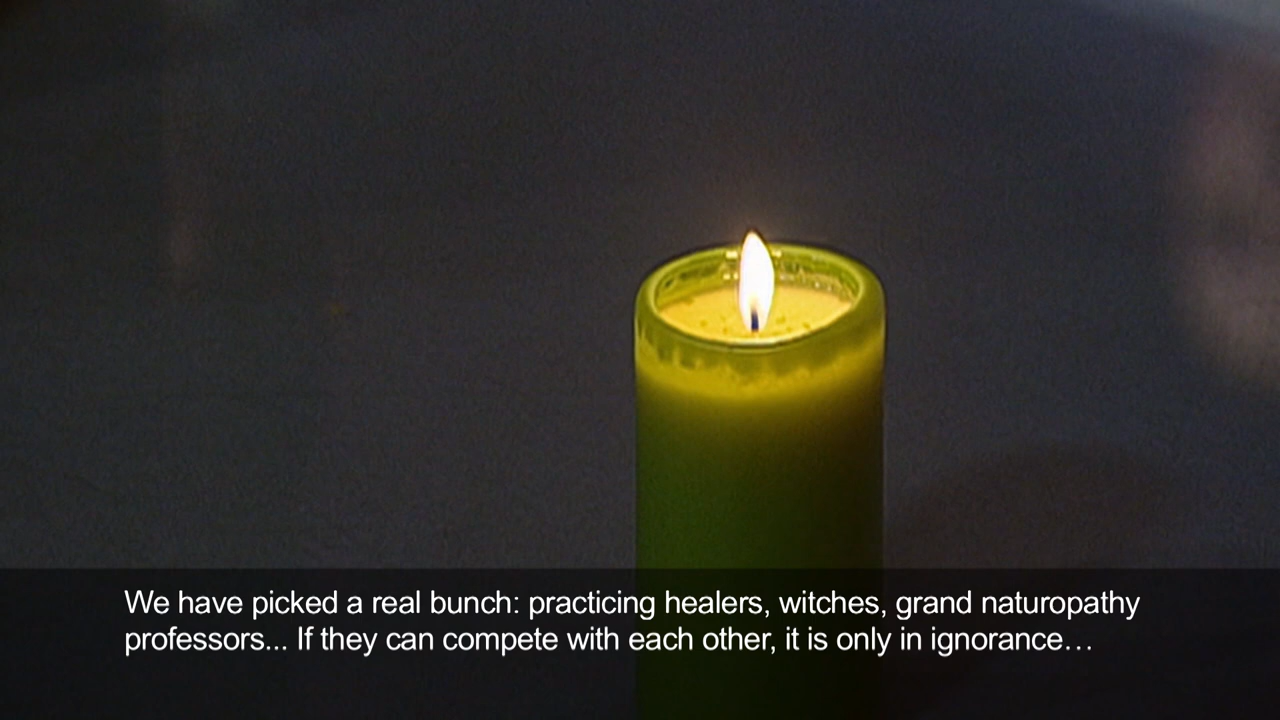 We have picked a real bunch: practicing healers, witches, grand naturopathy
professors... If they can compete with each other, it is only in ignorance…